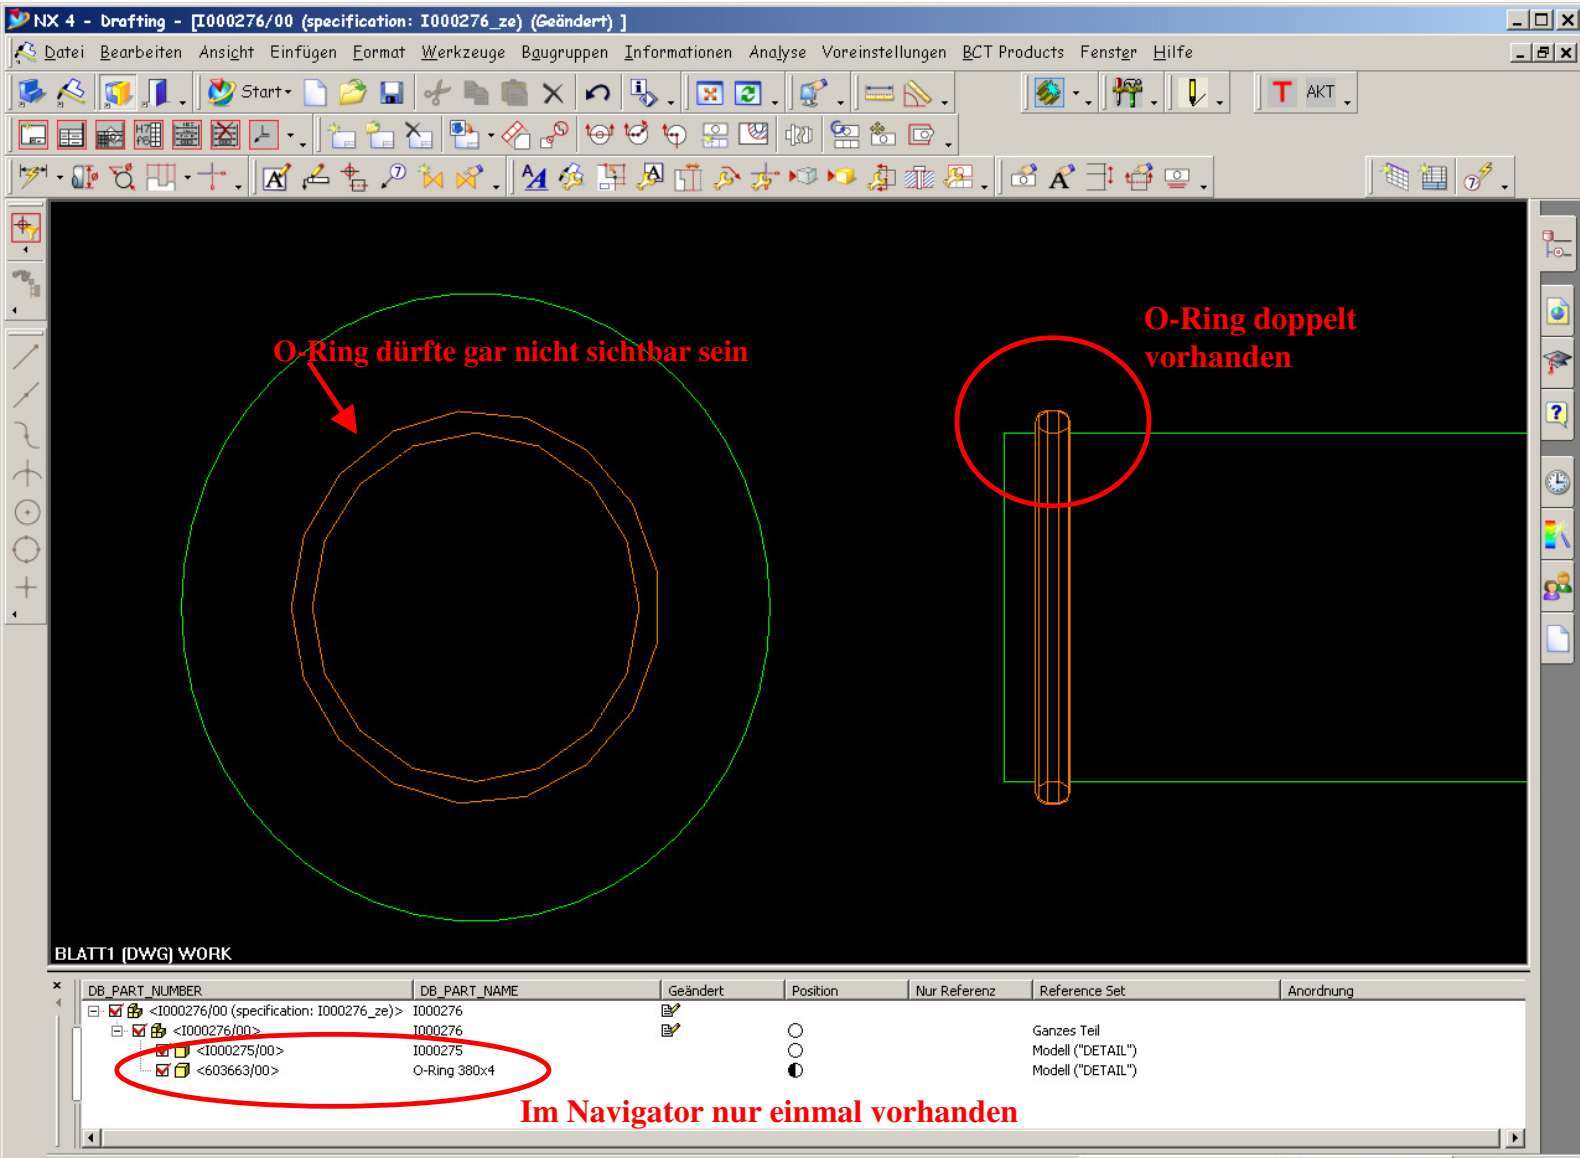 NX 4 - Drafting - [I000276/00 (specification: I000276_ze) (Geändert) ]
Datei Bearbeiten Ansicht Einfügen Format Werkzeuge Baugruppen Informationen Analyse Voreinstellungen BCT Products Fenster Hilfe
Start
T AKT
O-Ring dürfte gar nicht sichtbar sein
O-Ring doppelt
vorhanden
BLATT1 (DWG) WORK
DB_PART_NUMBER DB_PART_NAME Geändert Position Nur Referenz Reference Set Anordnung
<I000276/00 (specification: I000276_ze)> I000276
<I000276/00> I000276 Ganzes Teil
<I000275/00> I000275 Modell ("DETAIL")
<603663/00> O-Ring 380x4 Modell ("DETAIL")
Im Navigator nur einmal vorhanden